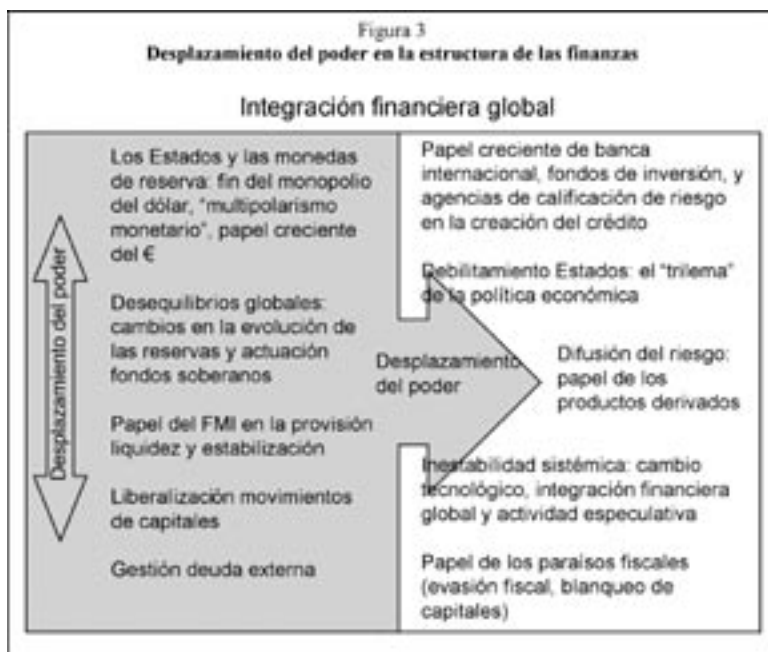 Figura 3
Desplazamiento del poder en la estructura de las finanzas
Integración financiera global
Desplazamiento del poder
Los Estados y las monedas
de reserva: fin del monopolio
del dólar, "multipolarismo
monetario", papel creciente
del €
Desequilibrios globales:
cambios en la evolución de
las reservas y actuación
fondos soberanos
Papel del FMI en la provisión
liquidez y estabilización
Liberalización movimientos
de capitales
Gestión deuda externa
Desplazamiento
del poder
Papel creciente de banca
internacional, fondos de inversión, y
agencias de calificación de riesgo
en la creación del crédito
Debilitamiento Estados: el "trilema"
de la política económica
Difusión del riesgo:
papel de los
productos derivados
Inestabilidad sistémica: cambio
tecnológico, integración financiera
global y actividad especulativa
Papel de los paraísos fiscales
(evasión fiscal, blanqueo de
capitales)